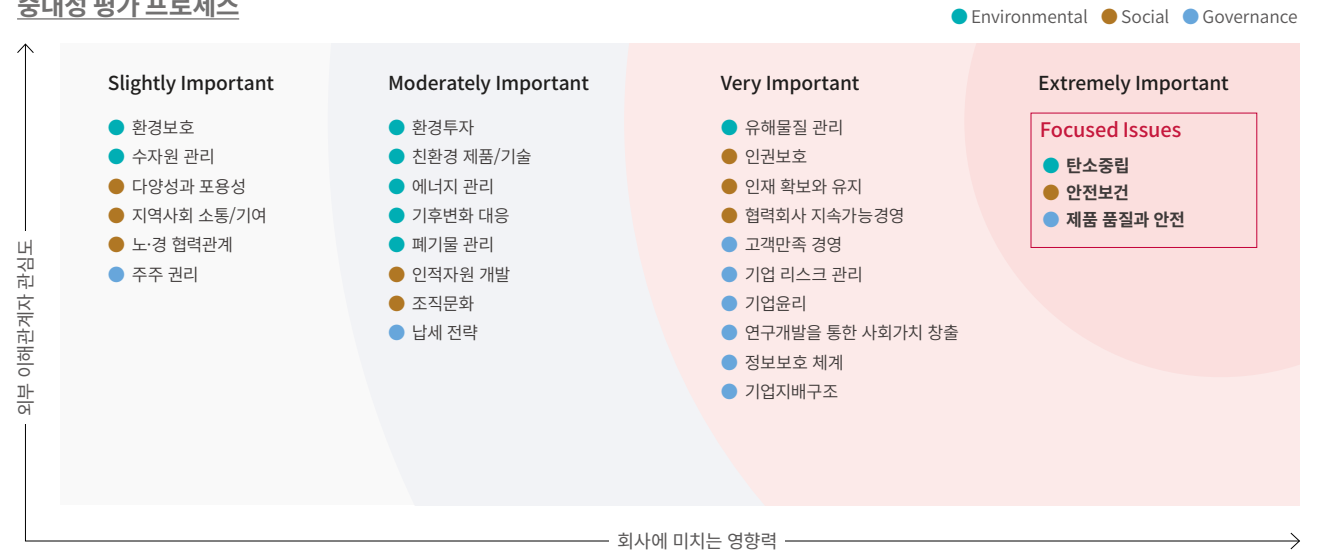 중대성 평가 프로세스
Environmental Social Governance
외부 이해관계자 관심도
Slightly Important
환경보호
수자원 관리
다양성과 포용성
지역사회 소통/기여
노·경 협력관계
주주 권리
Moderately Important
환경투자
친환경 제품/기술
에너지 관리
기후변화 대응
폐기물 관리
인적자원 개발
조직문화
납세 전략
Very Important
유해물질 관리
인권보호
인재 확보와 유지
협력회사 지속가능경영
고객만족 경영
기업 리스크 관리
기업윤리
연구개발을 통한 사회가치 창출
정보보호 체계
기업지배구조
Extremely Important
Focused Issues
탄소중립
안전보건
제품 품질과 안전
회사에 미치는 영향력